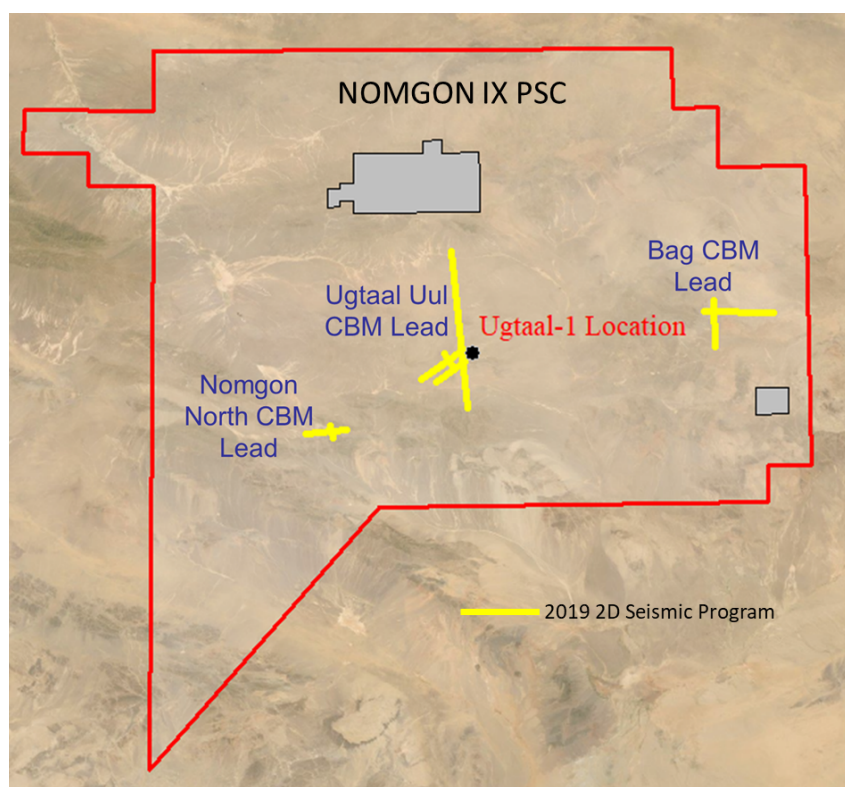 NOMGON IX PSC
Bag CBM
Lead
Ugtaal Uul
CBM Lead
Ugtaal-1 Location
Nomgon
North CBM
Lead
2019 2D Seismic Program